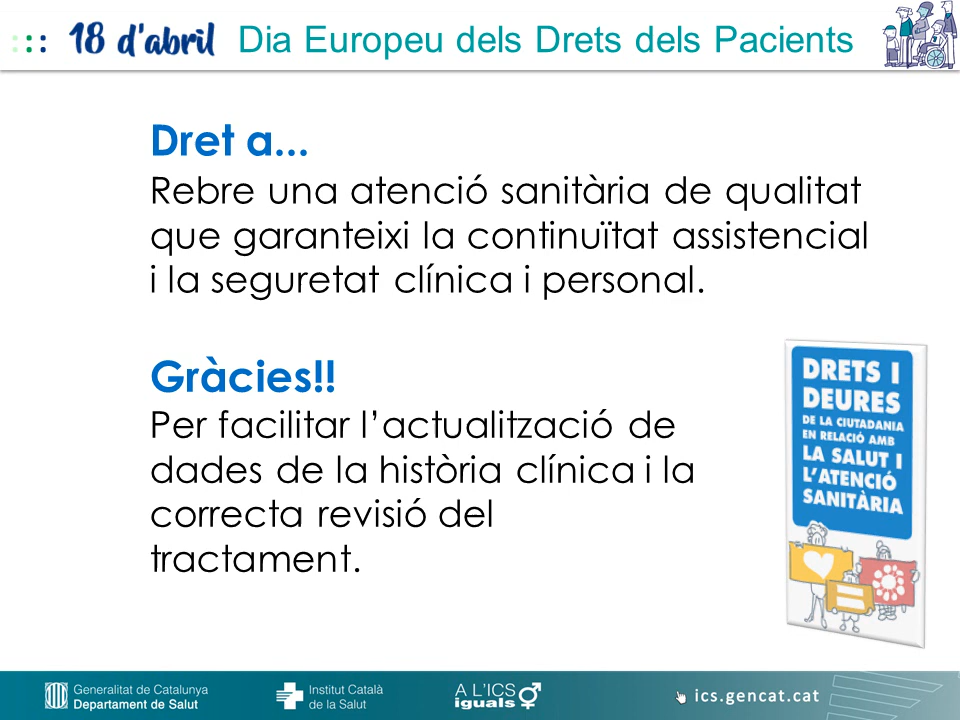 18 d'abril Dia Europeu dels Drets dels Pacients
Dret a...
Rebre una atenció sanitària de qualitat
que garanteixi la continuïtat assistencial
i la seguretat clínica i personal.
Gràcies!!
Per facilitar l’actualització de
dades de la història clínica i la
correcta revisió del
tractament.
DRETS I
DEURES
DE LA CIUTADANIA
EN RELACIÓ AMB
LA SALUT I
L'ATENCIÓ
SANITÀRIA
Generalitat de Catalunya
Departament de Salut
Institut Català
de la Salut
A L'ICS
iguals
ics.gencat.cat